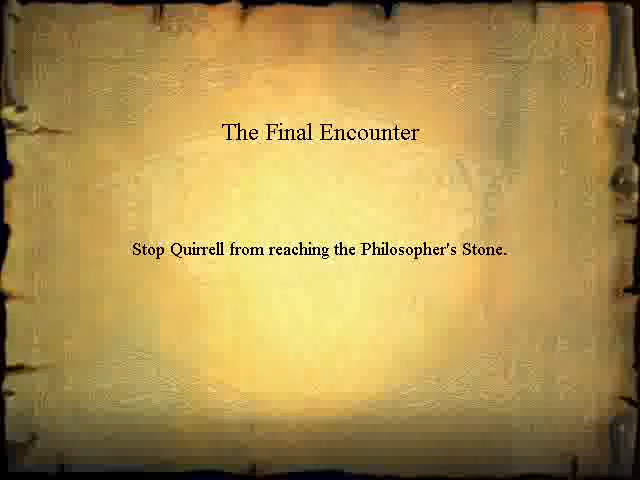 The Final Encounter
Stop Quirrell from reaching the Philosopher's Stone.